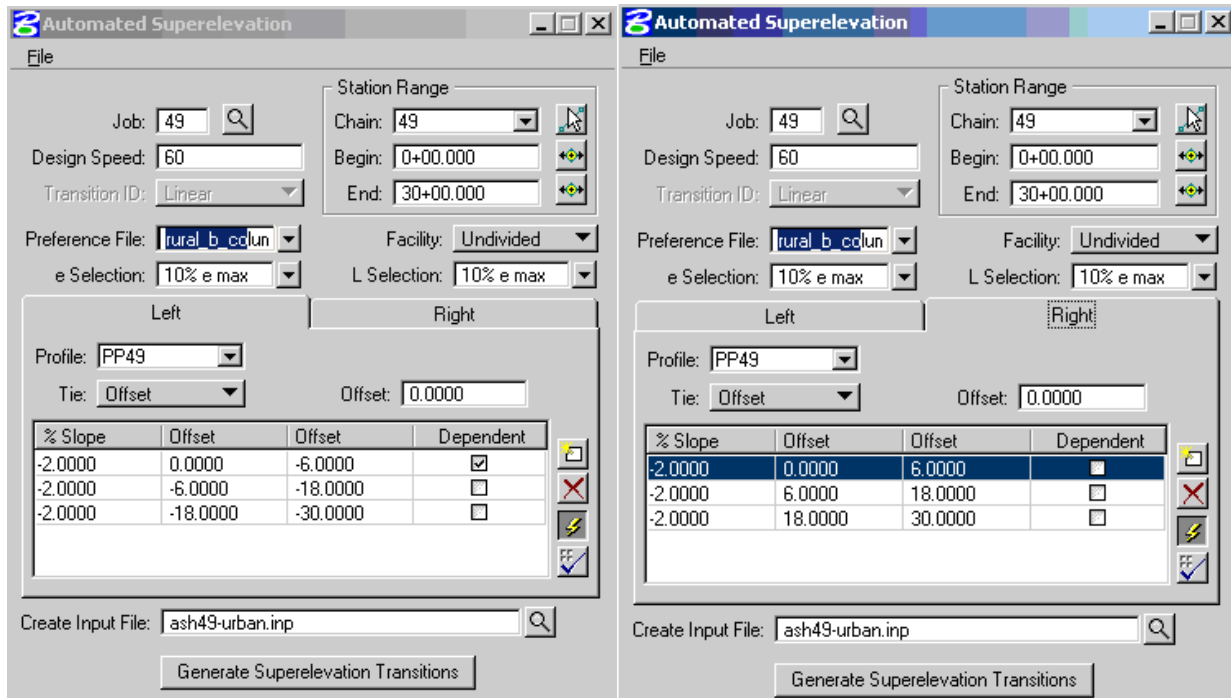 Automated Superelevation
File
Station Range
Job: 49
Chain: 49
Design Speed: 60
Begin: 0+00.000
Transition ID: Linear
End: 30+00.000
Preference File: rural_b_colun
Facility: Undivided
e Selection: 10% e max
L Selection: 10% e max
Left
Right
Profile: PP49
Tie: Offset
Offset: 0.0000
% Slope Offset Offset Dependent
-2.0000 0.0000 -6.0000
-2.0000 -6.0000 -18.0000
-2.0000 -18.0000 -30.0000
FF
Create Input File: ash49-urban.inp
Generate Superelevation Transitions
Automated Superelevation
File
Station Range
Job: 49
Chain: 49
Design Speed: 60
Begin: 0+00.000
Transition ID: Linear
End: 30+00.000
Preference File: rural_b_colun
Facility: Undivided
e Selection: 10% e max
L Selection: 10% e max
Left
Right
Profile: PP49
Tie: Offset
Offset: 0.0000
% Slope Offset Offset Dependent
-2.0000 0.0000 6.0000
-2.0000 6.0000 18.0000
-2.0000 18.0000 30.0000
FF
Create Input File: ash49-urban.inp
Generate Superelevation Transitions